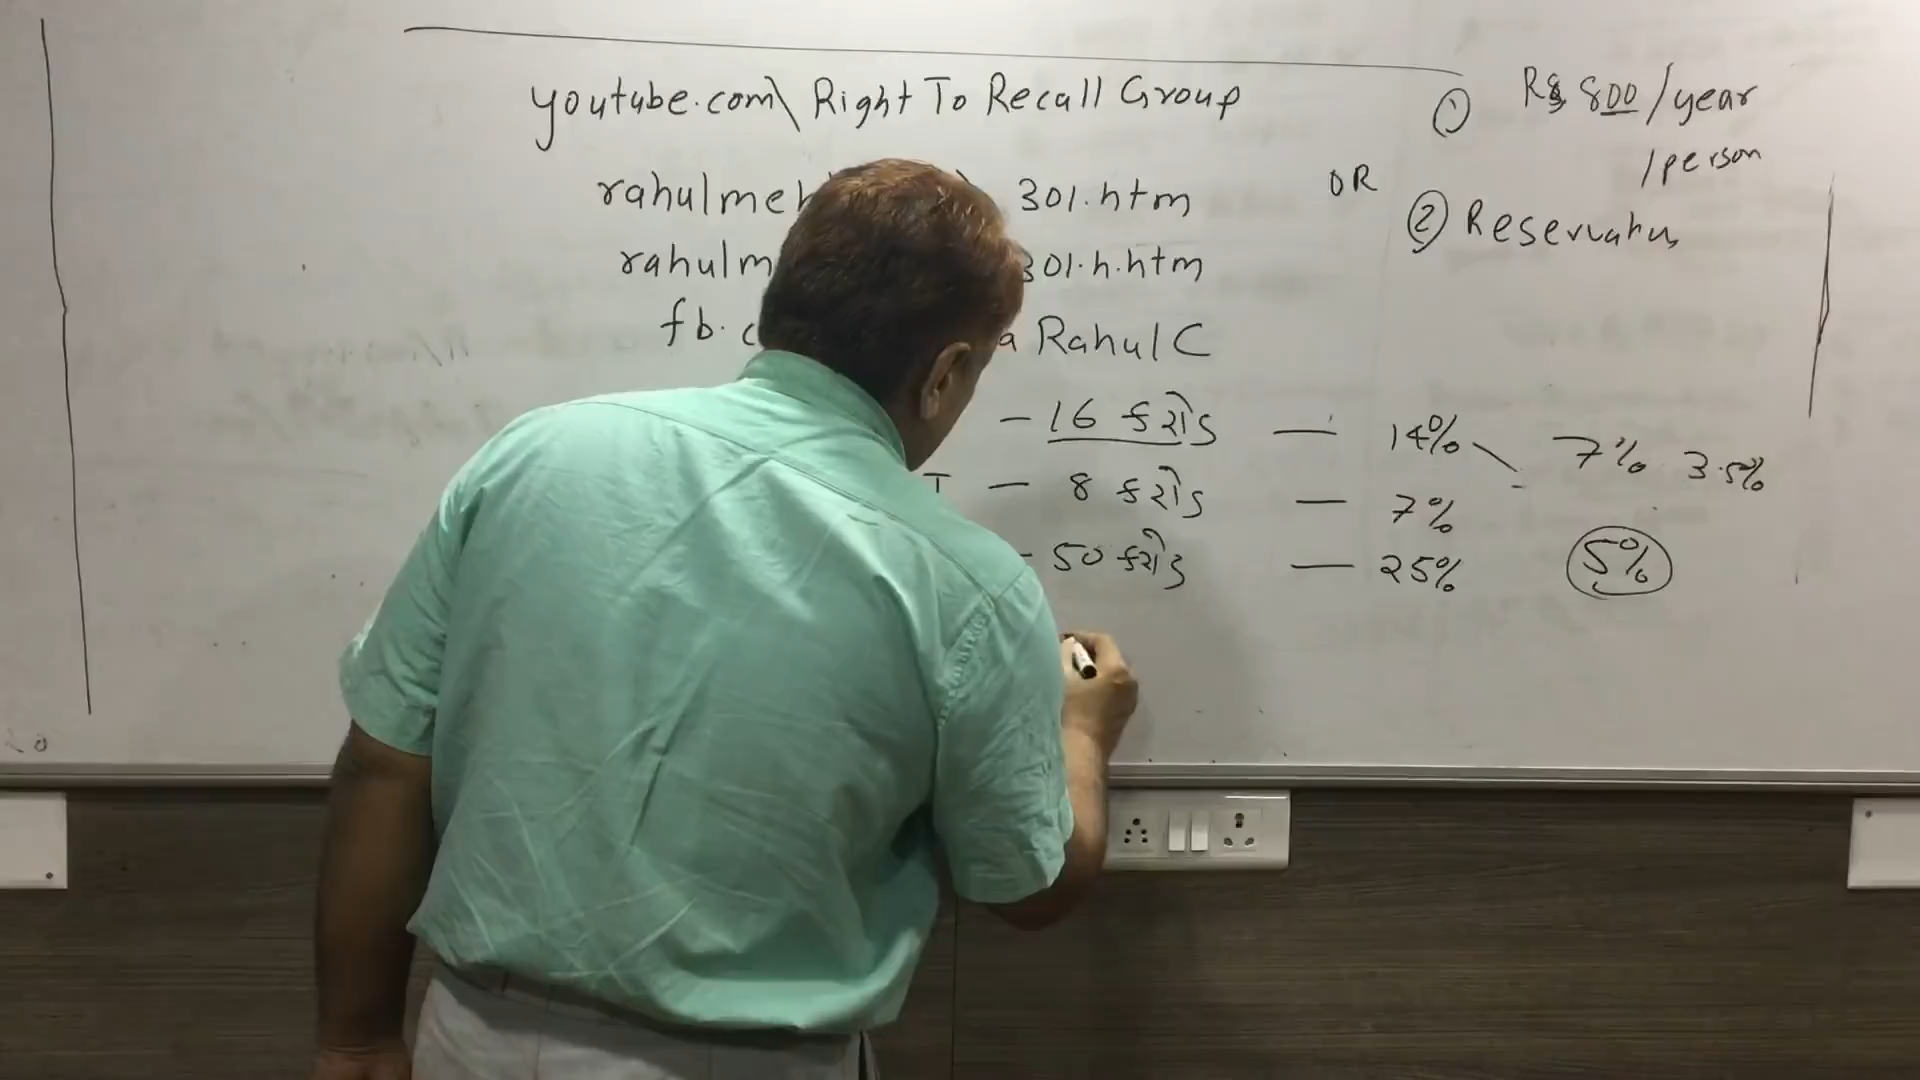 youtube.com\ Right To Recall Group
rahulmeh 301.htm
rahulm 301.h.htm
fb.c a RahulC
① Rs 800 /year
/person
OR
② Reservation
— 16 કરોડ — 14% 7% 3.5%
T — 8 કરોડ — 7%
— 50 કરોડ — 25% 5%